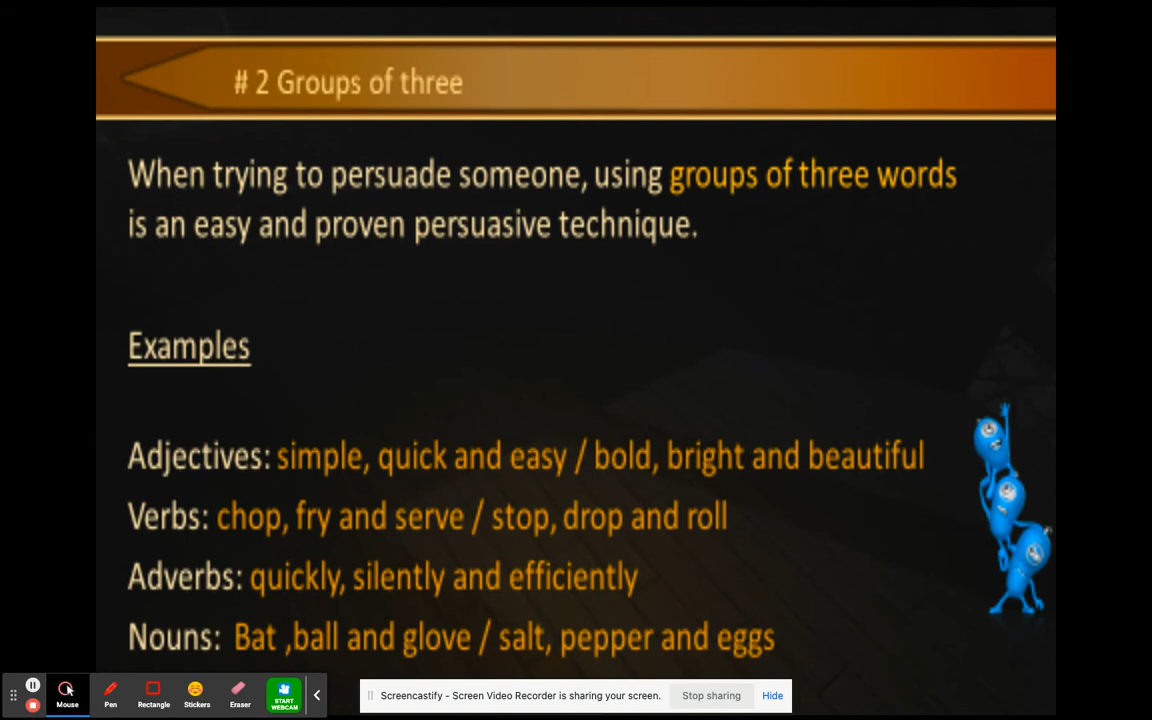 # 2 Groups of three
When trying to persuade someone, using groups of three words
is an easy and proven persuasive technique.
Examples
Adjectives: simple, quick and easy / bold, bright and beautiful
Verbs: chop, fry and serve / stop, drop and roll
Adverbs: quickly, silently and efficiently
Nouns: Bat ,ball and glove / salt, pepper and eggs
Mouse Pen Rectangle Stickers Eraser START WEBCAM
Screencastify - Screen Video Recorder is sharing your screen. Stop sharing Hide